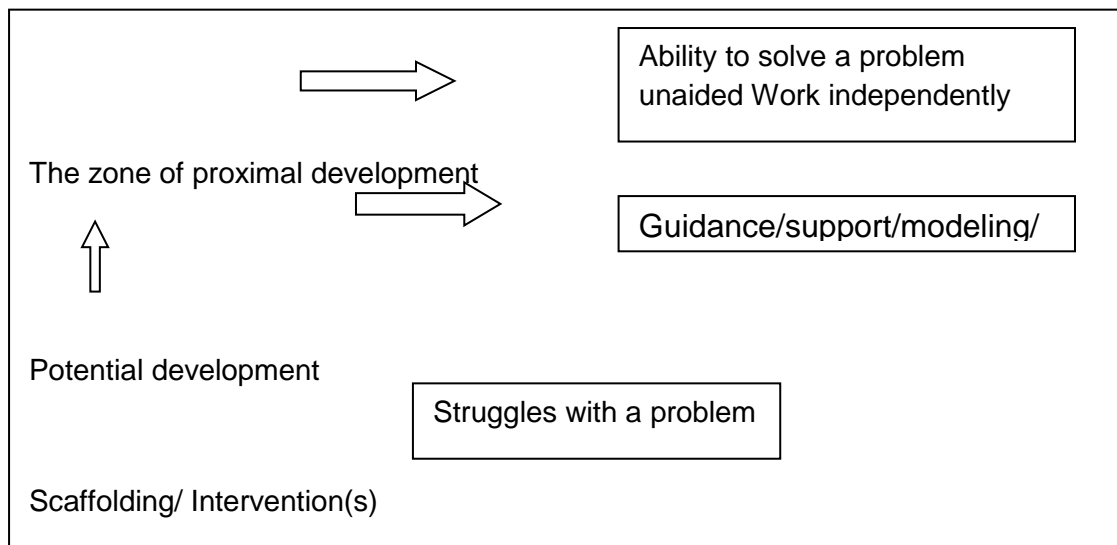 Ability to solve a problem
unaided Work independently
The zone of proximal development
Guidance/support/modeling/
Potential development
Struggles with a problem
Scaffolding/ Intervention(s)